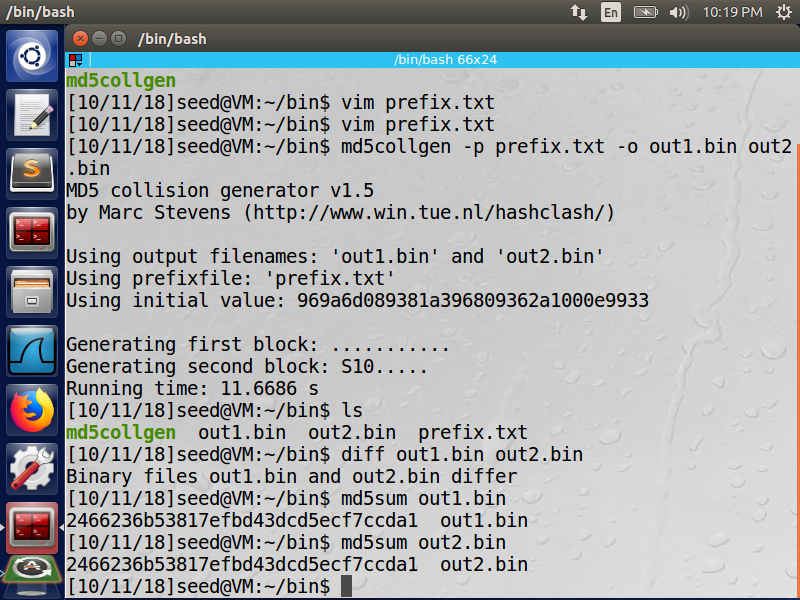 /bin/bash
En
10:19 PM
/bin/bash
/bin/bash 66x24
md5collgen
[10/11/18]seed@VM:~/bin$ vim prefix.txt
[10/11/18]seed@VM:~/bin$ vim prefix.txt
[10/11/18]seed@VM:~/bin$ md5collgen -p prefix.txt -o out1.bin out2
.bin
MD5 collision generator v1.5
by Marc Stevens (http://www.win.tue.nl/hashclash/)
Using output filenames: 'out1.bin' and 'out2.bin'
Using prefixfile: 'prefix.txt'
Using initial value: 969a6d089381a396809362a1000e9933
Generating first block: ...........
Generating second block: S10.....
Running time: 11.6686 s
[10/11/18]seed@VM:~/bin$ ls
md5collgen  out1.bin  out2.bin  prefix.txt
[10/11/18]seed@VM:~/bin$ diff out1.bin out2.bin
Binary files out1.bin and out2.bin differ
[10/11/18]seed@VM:~/bin$ md5sum out1.bin
2466236b53817efbd43dcd5ecf7ccda1  out1.bin
[10/11/18]seed@VM:~/bin$ md5sum out2.bin
2466236b53817efbd43dcd5ecf7ccda1  out2.bin
[10/11/18]seed@VM:~/bin$